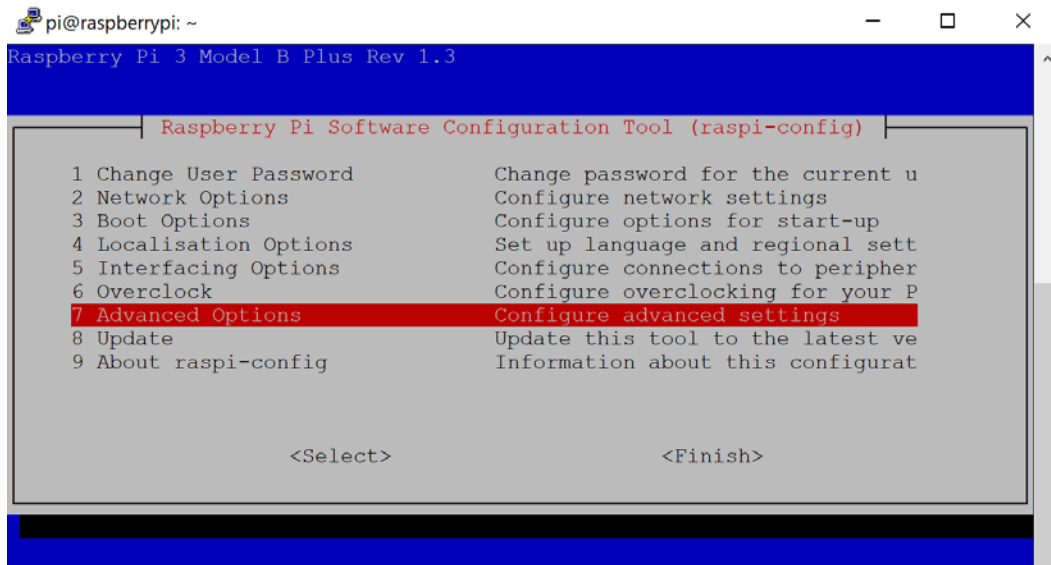 pi@raspberrypi: ~
Raspberry Pi 3 Model B Plus Rev 1.3
Raspberry Pi Software Configuration Tool (raspi-config)
1 Change User Password Change password for the current u
2 Network Options Configure network settings
3 Boot Options Configure options for start-up
4 Localisation Options Set up language and regional sett
5 Interfacing Options Configure connections to peripher
6 Overclock Configure overclocking for your P
7 Advanced Options Configure advanced settings
8 Update Update this tool to the latest ve
9 About raspi-config Information about this configurat
<Select> <Finish>